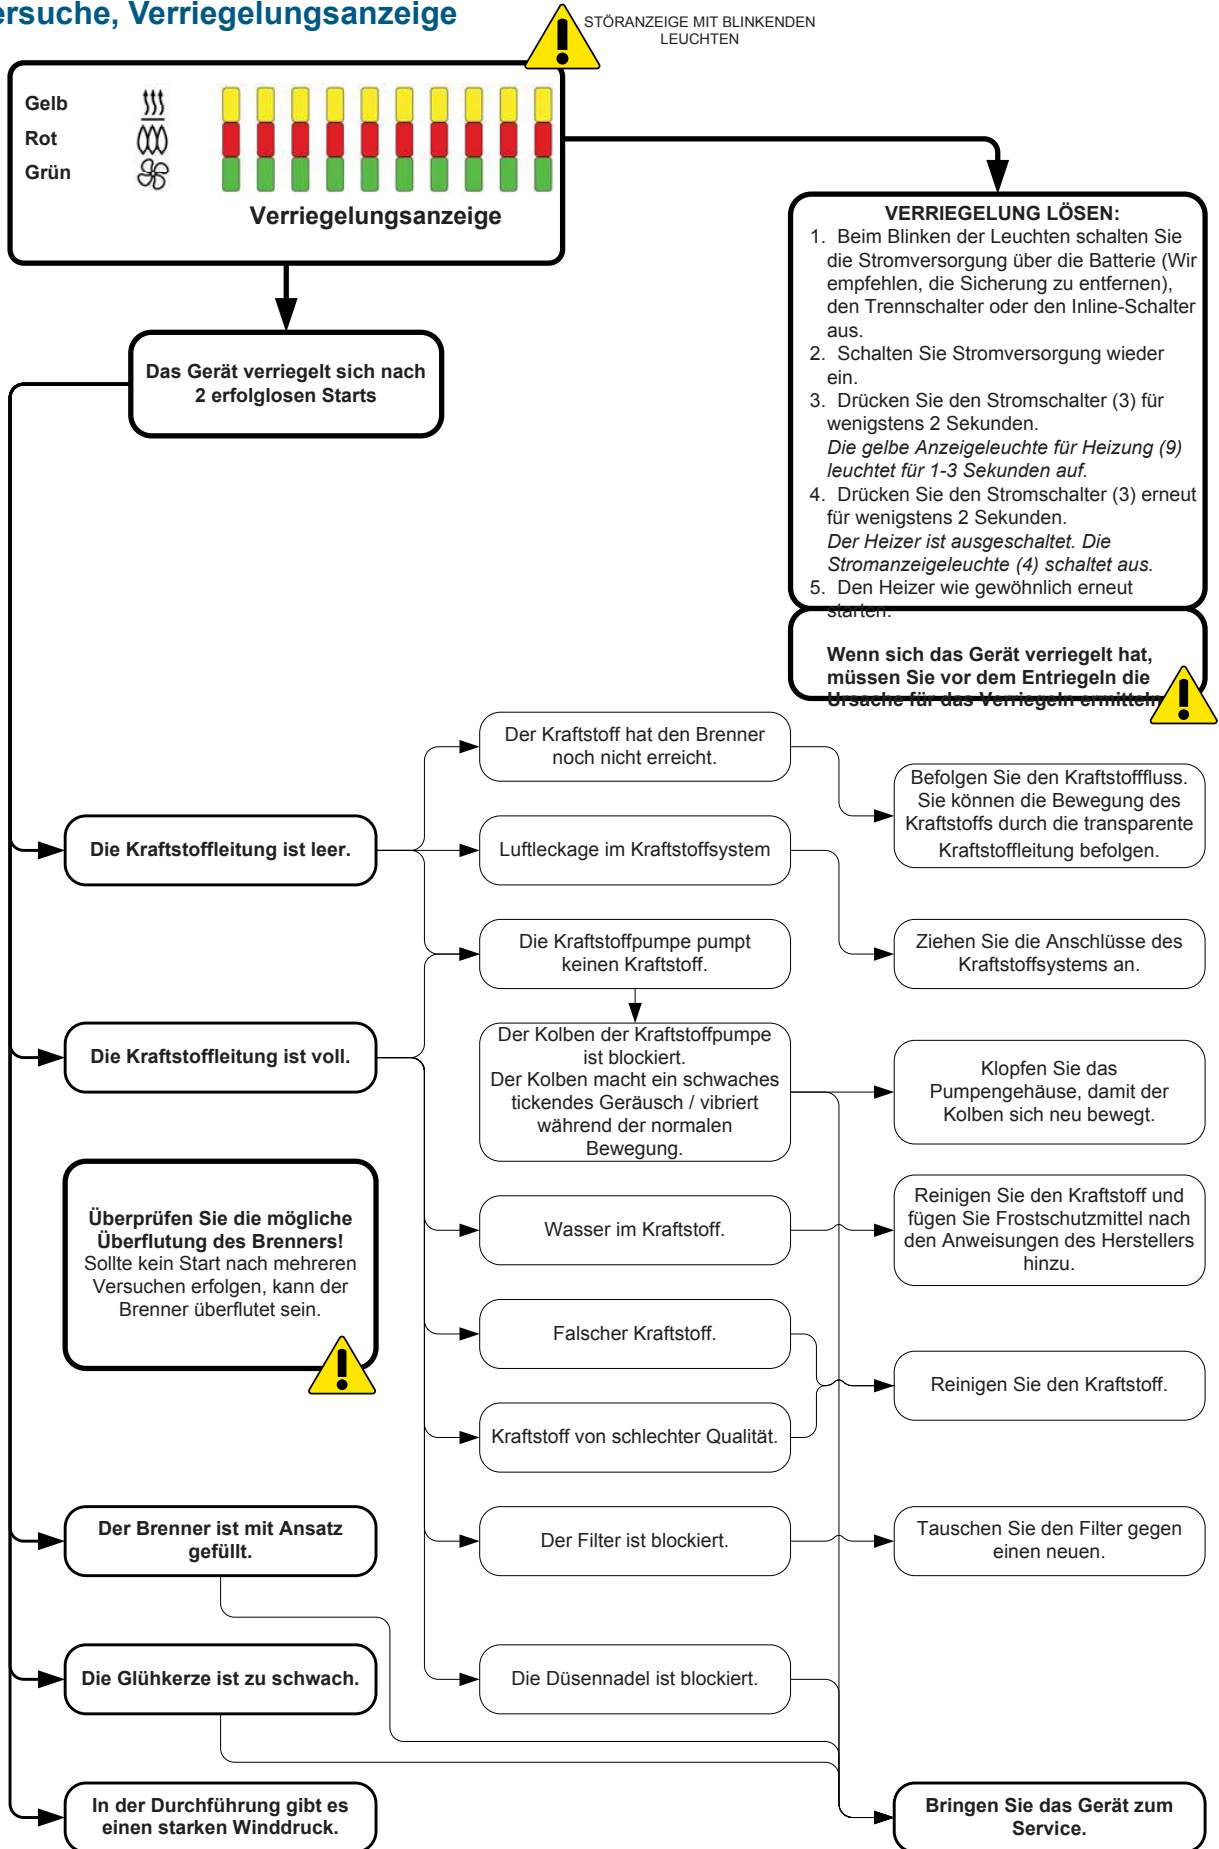 ersuche, Verriegelungsanzeige
STÖRANZEIGE MIT BLINKENDEN
LEUCHTEN
Gelb
Rot
Grün
Verriegelungsanzeige
VERRIEGELUNG LÖSEN:
1. Beim Blinken der Leuchten schalten Sie
die Stromversorgung über die Batterie (Wir
empfehlen, die Sicherung zu entfernen),
den Trennschalter oder den Inline-Schalter
aus.
2. Schalten Sie Stromversorgung wieder
ein.
3. Drücken Sie den Stromschalter (3) für
wenigstens 2 Sekunden.
Die gelbe Anzeigeleuchte für Heizung (9)
leuchtet für 1-3 Sekunden auf.
4. Drücken Sie den Stromschalter (3) erneut
für wenigstens 2 Sekunden.
Der Heizer ist ausgeschaltet. Die
Stromanzeigeleuchte (4) schaltet aus.
5. Den Heizer wie gewöhnlich erneut
starten.
Wenn sich das Gerät verriegelt hat,
müssen Sie vor dem Entriegeln die
Ursache für das Verriegeln ermitteln
Das Gerät verriegelt sich nach
2 erfolglosen Starts
Der Kraftstoff hat den Brenner
noch nicht erreicht.
Befolgen Sie den Kraftstofffluss.
Sie können die Bewegung des
Kraftstoffs durch die transparente
Kraftstoffleitung befolgen.
Die Kraftstoffleitung ist leer.
Luftleckage im Kraftstoffsystem
Die Kraftstoffpumpe pumpt
keinen Kraftstoff.
Ziehen Sie die Anschlüsse des
Kraftstoffsystems an.
Die Kraftstoffleitung ist voll.
Der Kolben der Kraftstoffpumpe
ist blockiert.
Der Kolben macht ein schwaches
tickendes Geräusch / vibriert
während der normalen
Bewegung.
Klopfen Sie das
Pumpengehäuse, damit der
Kolben sich neu bewegt.
Überprüfen Sie die mögliche
Überflutung des Brenners!
Sollte kein Start nach mehreren
Versuchen erfolgen, kann der
Brenner überflutet sein.
Wasser im Kraftstoff.
Reinigen Sie den Kraftstoff und
fügen Sie Frostschutzmittel nach
den Anweisungen des Herstellers
hinzu.
Falscher Kraftstoff.
Reinigen Sie den Kraftstoff.
Kraftstoff von schlechter Qualität.
Der Brenner ist mit Ansatz
gefüllt.
Der Filter ist blockiert.
Tauschen Sie den Filter gegen
einen neuen.
Die Glühkerze ist zu schwach.
Die Düsennadel ist blockiert.
In der Durchführung gibt es
einen starken Winddruck.
Bringen Sie das Gerät zum
Service.